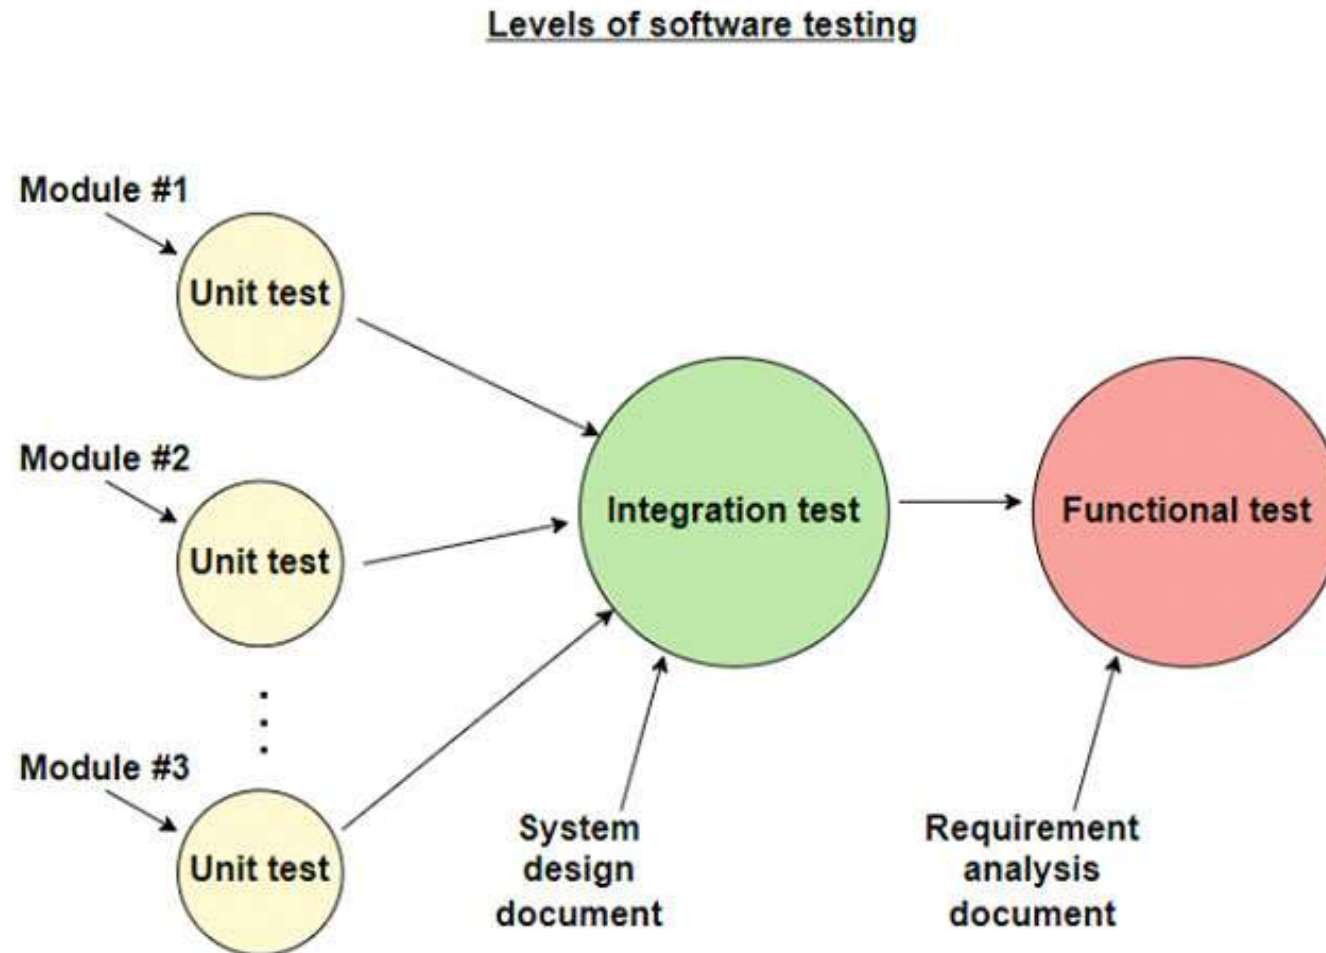 Levels of software testing
Module #1
Unit test
Module #2
Unit test
Integration test
Functional test
Module #3
Unit test
System
design
document
Requirement
analysis
document